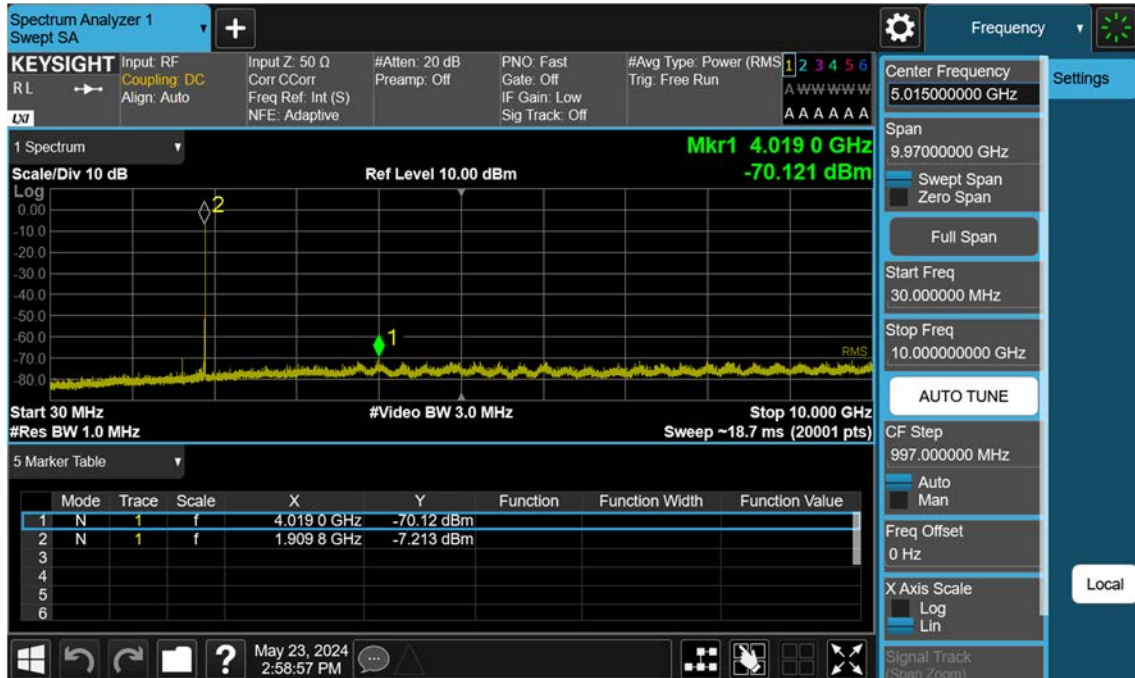 Spectrum Analyzer 1
Swept SA
+
Frequency
KEYSIGHT
RL
LXI
Input: RF
Coupling: DC
Align: Auto
Input Z: 50 Ω
Corr CCorr
Freq Ref: Int (S)
NFE: Adaptive
#Atten: 20 dB
Preamp: Off
PNO: Fast
Gate: Off
IF Gain: Low
Sig Track: Off
#Avg Type: Power (RMS
Trig: Free Run
1 2 3 4 5 6
A W W W W W
A A A A A A
1 Spectrum
Scale/Div 10 dB
Ref Level 10.00 dBm
Mkr1 4.019 0 GHz
-70.121 dBm
Log
0.00
-10.0
-20.0
-30.0
-40.0
-50.0
-60.0
-70.0
-80.0
2
1
RMS
Start 30 MHz
#Video BW 3.0 MHz
Stop 10.000 GHz
#Res BW 1.0 MHz
Sweep ~18.7 ms (20001 pts)
5 Marker Table
Mode Trace Scale X Y Function Function Width Function Value
1 N 1 f 4.019 0 GHz -70.12 dBm
2 N 1 f 1.909 8 GHz -7.213 dBm
3
4
5
6
?
May 23, 2024
2:58:57 PM
Center Frequency
5.015000000 GHz
Settings
Span
9.97000000 GHz
Swept Span
Zero Span
Full Span
Start Freq
30.000000 MHz
Stop Freq
10.000000000 GHz
AUTO TUNE
CF Step
997.000000 MHz
Auto
Man
Freq Offset
0 Hz
X Axis Scale
Log
Lin
Local
Signal Track
(Span Zoom)